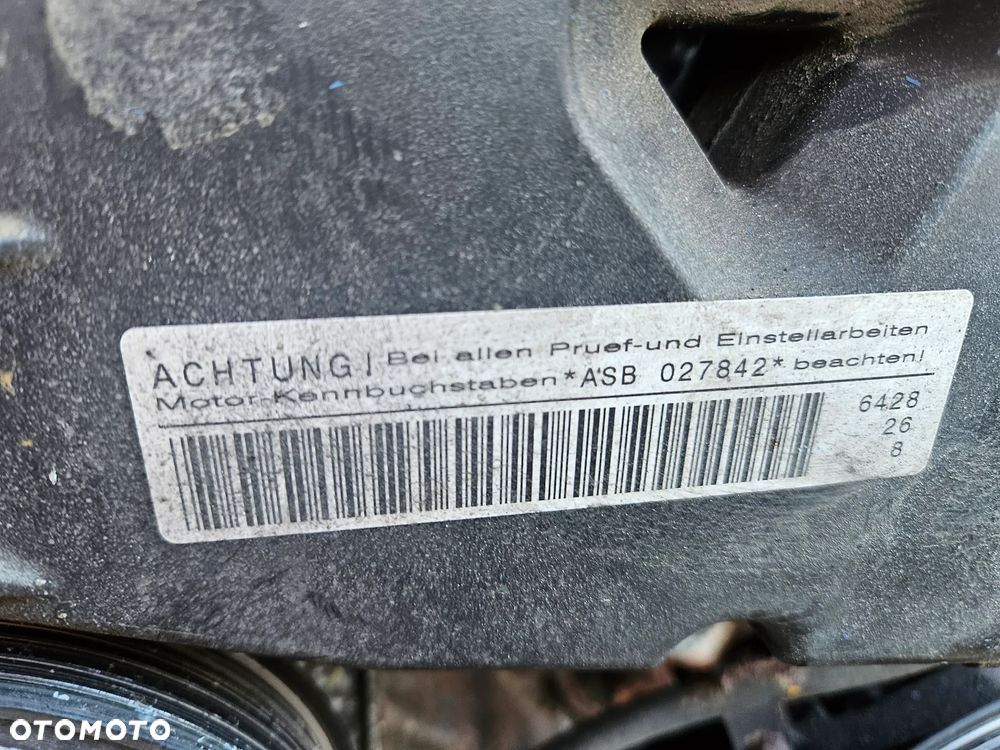 ACHTUNG! Bei allen Pruef-und Einstellarbeiten
Motor-Kennbuchstaben *ASB 027842* beachten!
6428
26
8
OTOMOTO